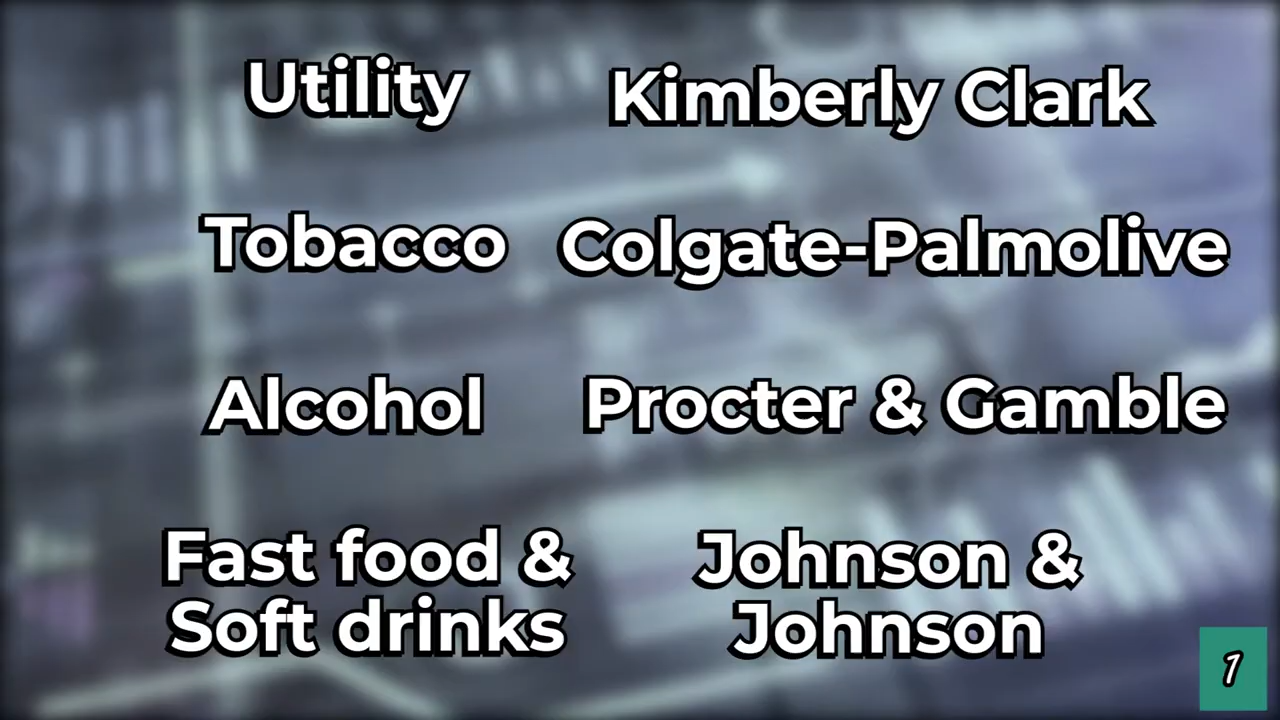 Utility
Kimberly Clark
Tobacco
Colgate-Palmolive
Alcohol
Procter & Gamble
Fast food &
Soft drinks
Johnson &
Johnson
1